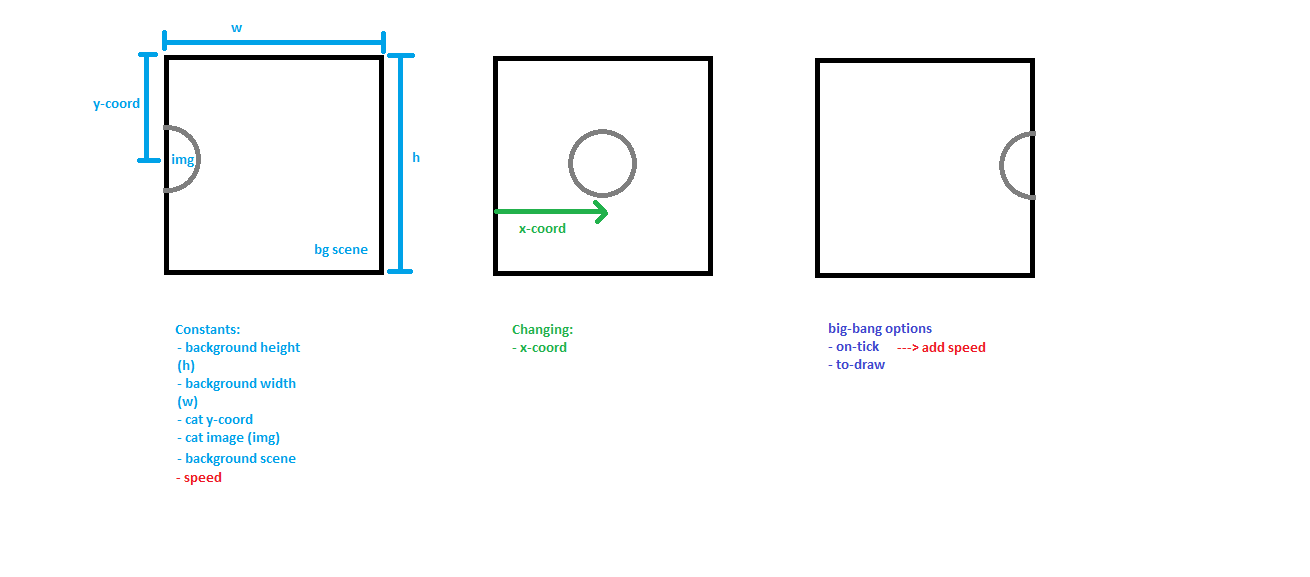 w
y-coord
img
h
bg scene
x-coord
Constants:
- background height
(h)
- background width
(w)
- cat y-coord
- cat image (img)
- background scene
- speed
Changing:
- x-coord
big-bang options
- on-tick ---> add speed
- to-draw